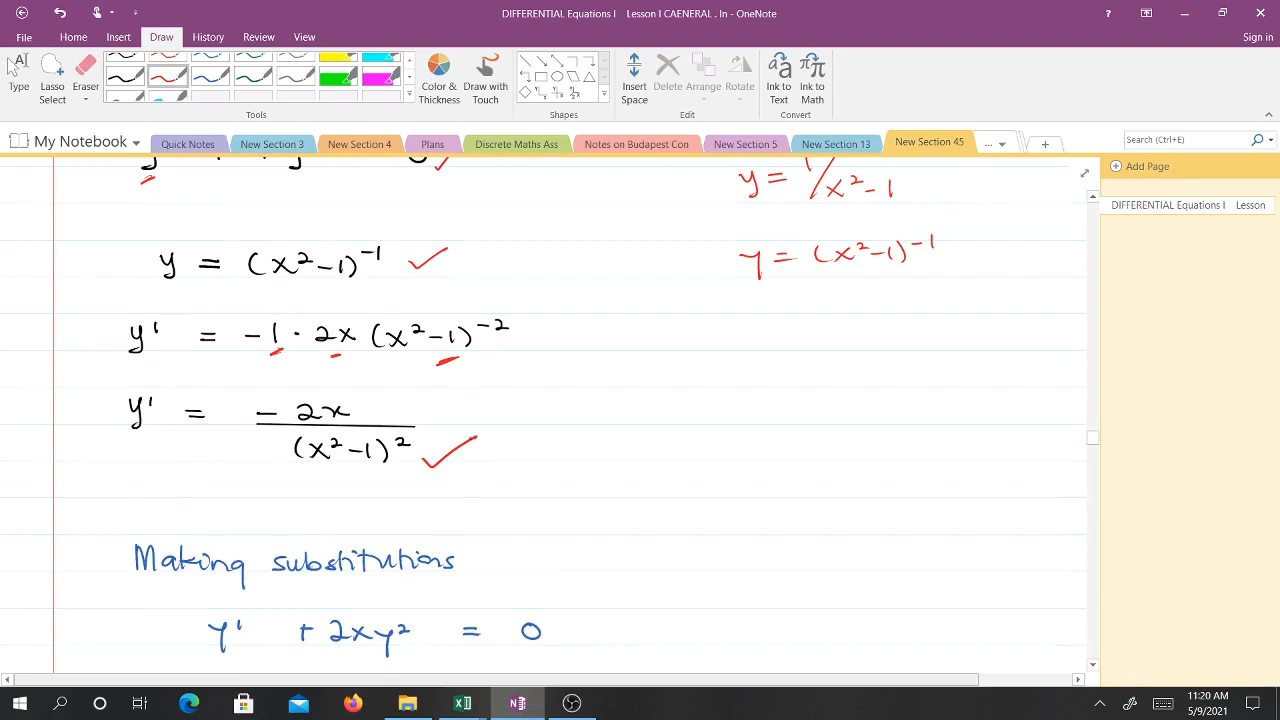 DIFFERENTIAL Equations I Lesson I CAENERAL . In - OneNote
File Home Insert Draw History Review View Sign in
Type Lasso Select Eraser Color & Thickness Draw with Touch Insert Space Delete Arrange Rotate Ink to Text Ink to Math
Tools Shapes Edit Convert
My Notebook Quick Notes New Section 3 New Section 4 Plans Discrete Maths Ass Notes on Budapest Con New Section 5 New Section 13 New Section 45 ... Search (Ctrl+E)
Add Page
DIFFERENTIAL Equations I Lesson
y = 1/x² - 1
y = (x² - 1)⁻¹
y = (x² - 1)⁻¹
y' = -1 · 2x (x² - 1)⁻²
y' = - 2x
(x² - 1)²
Making substitutions
y' + 2xy² = 0
11:20 AM
5/9/2021